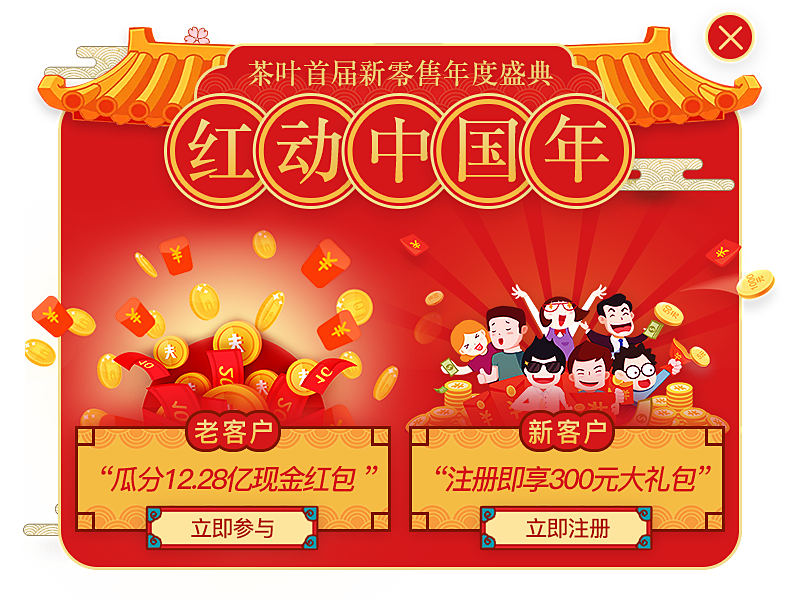 茶叶首届新零售年度盛典
红动中国年
老客户
“瓜分12.28亿现金红包 ”
立即参与
新客户
“注册即享300元大礼包”
立即注册